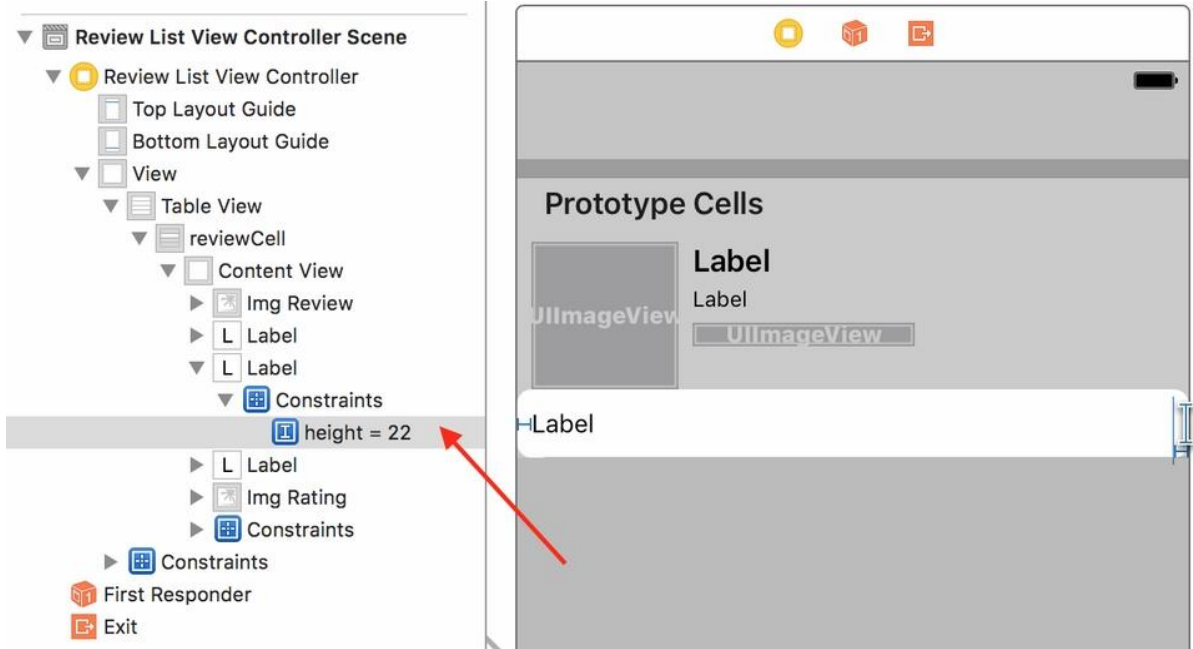 Review List View Controller Scene
Review List View Controller
Top Layout Guide
Bottom Layout Guide
View
Table View
reviewCell
Content View
Img Review
L Label
L Label
Constraints
height = 22
L Label
Img Rating
Constraints
Constraints
First Responder
Exit
Prototype Cells
UIImageView
Label
Label
UIImageView
Label